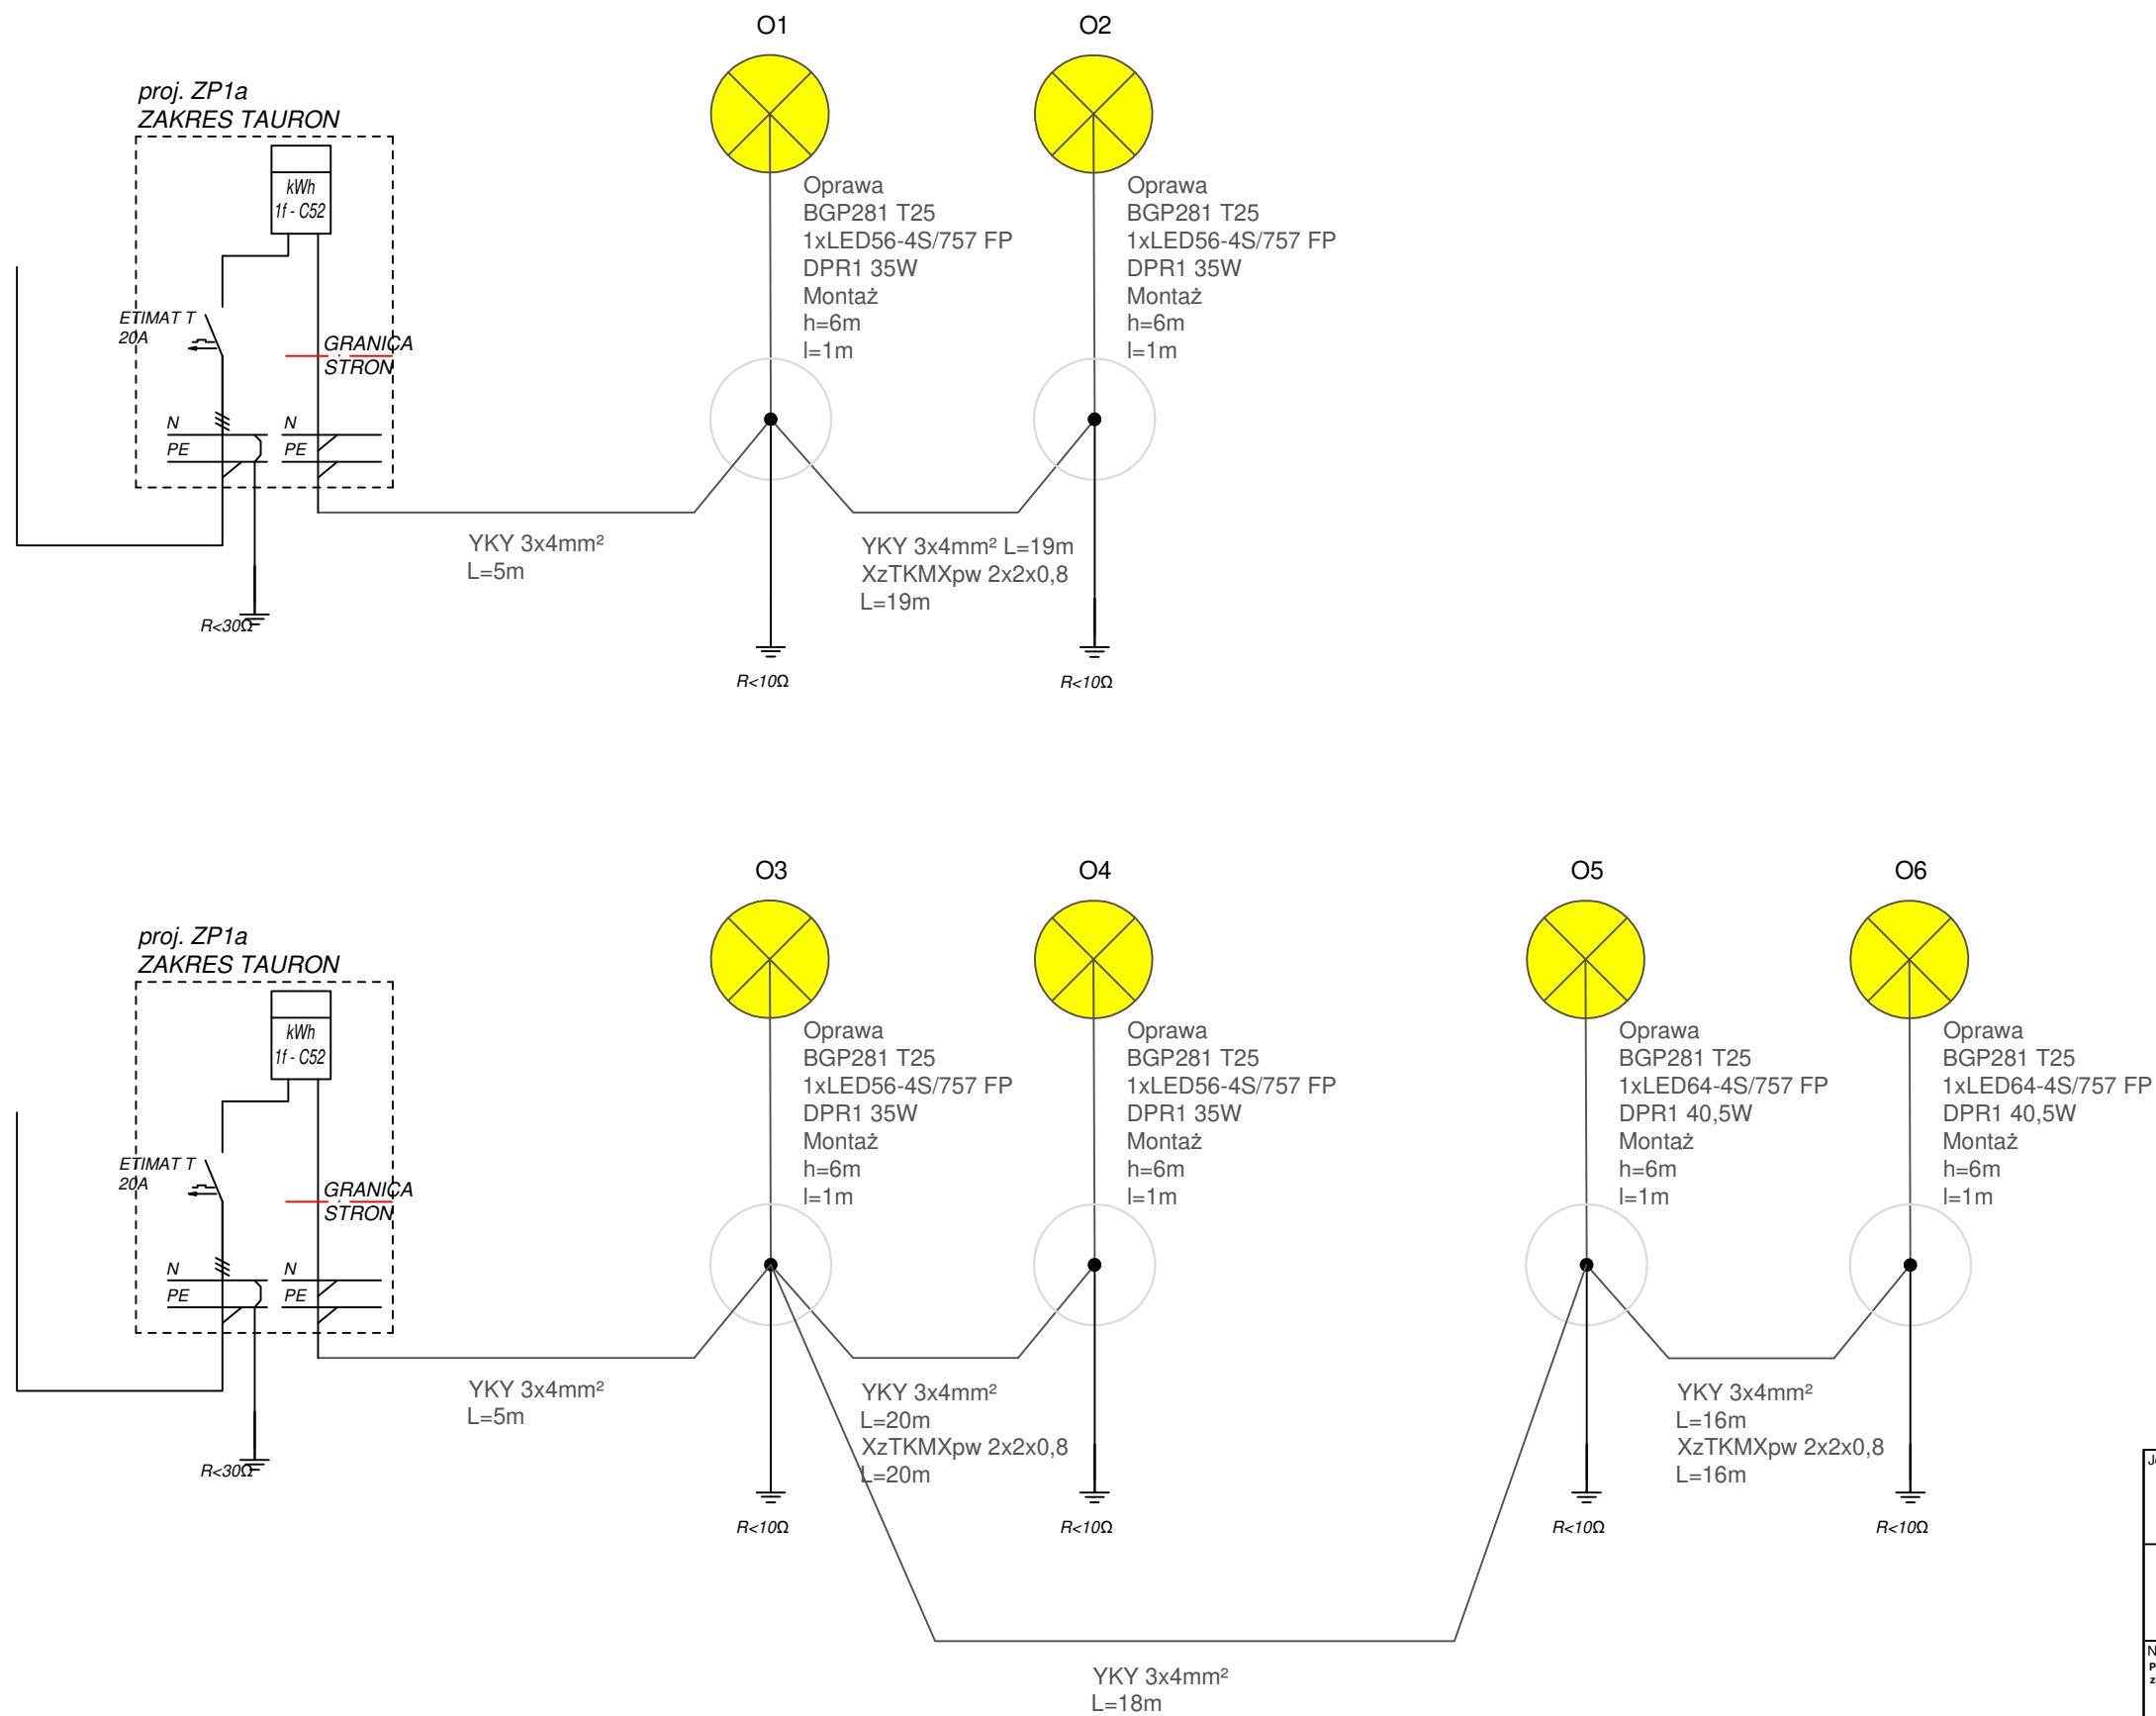 O1
O2
proj. ZP1a
ZAKRES TAURON
kWh
1f - C52
ETIMAT T
20A
GRANICA
STRON
N
PE
N
PE
R<30Ω
Oprawa
BGP281 T25
1xLED56-4S/757 FP
DPR1 35W
Montaż
h=6m
l=1m
Oprawa
BGP281 T25
1xLED56-4S/757 FP
DPR1 35W
Montaż
h=6m
l=1m
YKY 3x4mm²
L=5m
YKY 3x4mm² L=19m
XzTKMXpw 2x2x0,8
L=19m
R<10Ω
R<10Ω
O3
O4
O5
O6
proj. ZP1a
ZAKRES TAURON
kWh
1f - C52
ETIMAT T
20A
GRANICA
STRON
N
PE
N
PE
R<30Ω
Oprawa
BGP281 T25
1xLED56-4S/757 FP
DPR1 35W
Montaż
h=6m
l=1m
Oprawa
BGP281 T25
1xLED56-4S/757 FP
DPR1 35W
Montaż
h=6m
l=1m
Oprawa
BGP281 T25
1xLED64-4S/757 FP
DPR1 40,5W
Montaż
h=6m
l=1m
Oprawa
BGP281 T25
1xLED64-4S/757 FP
DPR1 40,5W
Montaż
h=6m
l=1m
YKY 3x4mm²
L=5m
YKY 3x4mm²
L=20m
XzTKMXpw 2x2x0,8
L=20m
YKY 3x4mm²
L=16m
XzTKMXpw 2x2x0,8
L=16m
R<10Ω
R<10Ω
R<10Ω
R<10Ω
YKY 3x4mm²
L=18m